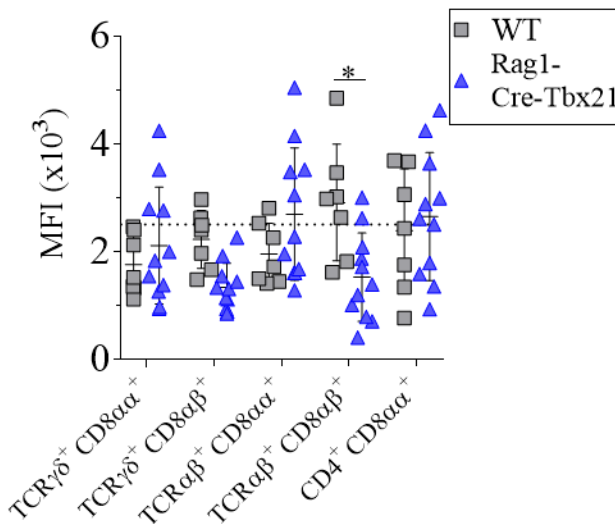 WT
Rag1-
Cre-Tbx21
MFI (x10³)
6
4
2
0
*
TCRγδ⁺ CD8αα⁺
TCRγδ⁺ CD8αβ⁺
TCRαβ⁺ CD8αα⁺
TCRαβ⁺ CD8αβ⁺
CD4⁺ CD8αα⁺